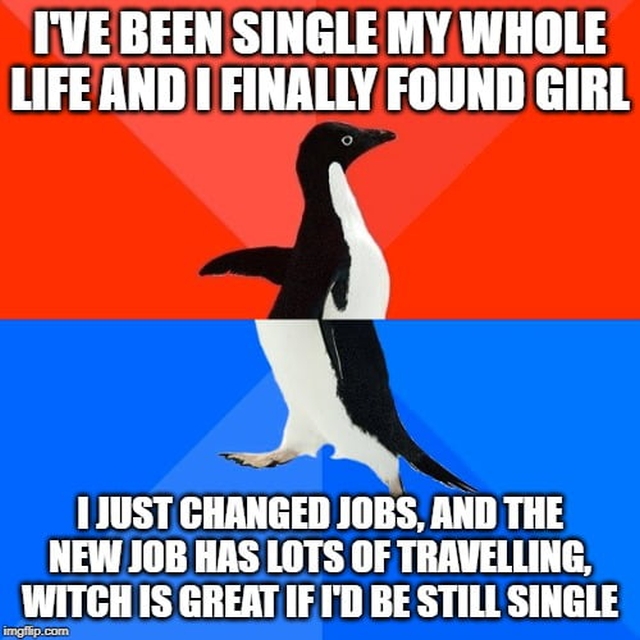 I'VE BEEN SINGLE MY WHOLE
LIFE AND I FINALLY FOUND GIRL
I JUST CHANGED JOBS, AND THE
NEW JOB HAS LOTS OF TRAVELLING,
WITCH IS GREAT IF I'D BE STILL SINGLE
imgflip.com